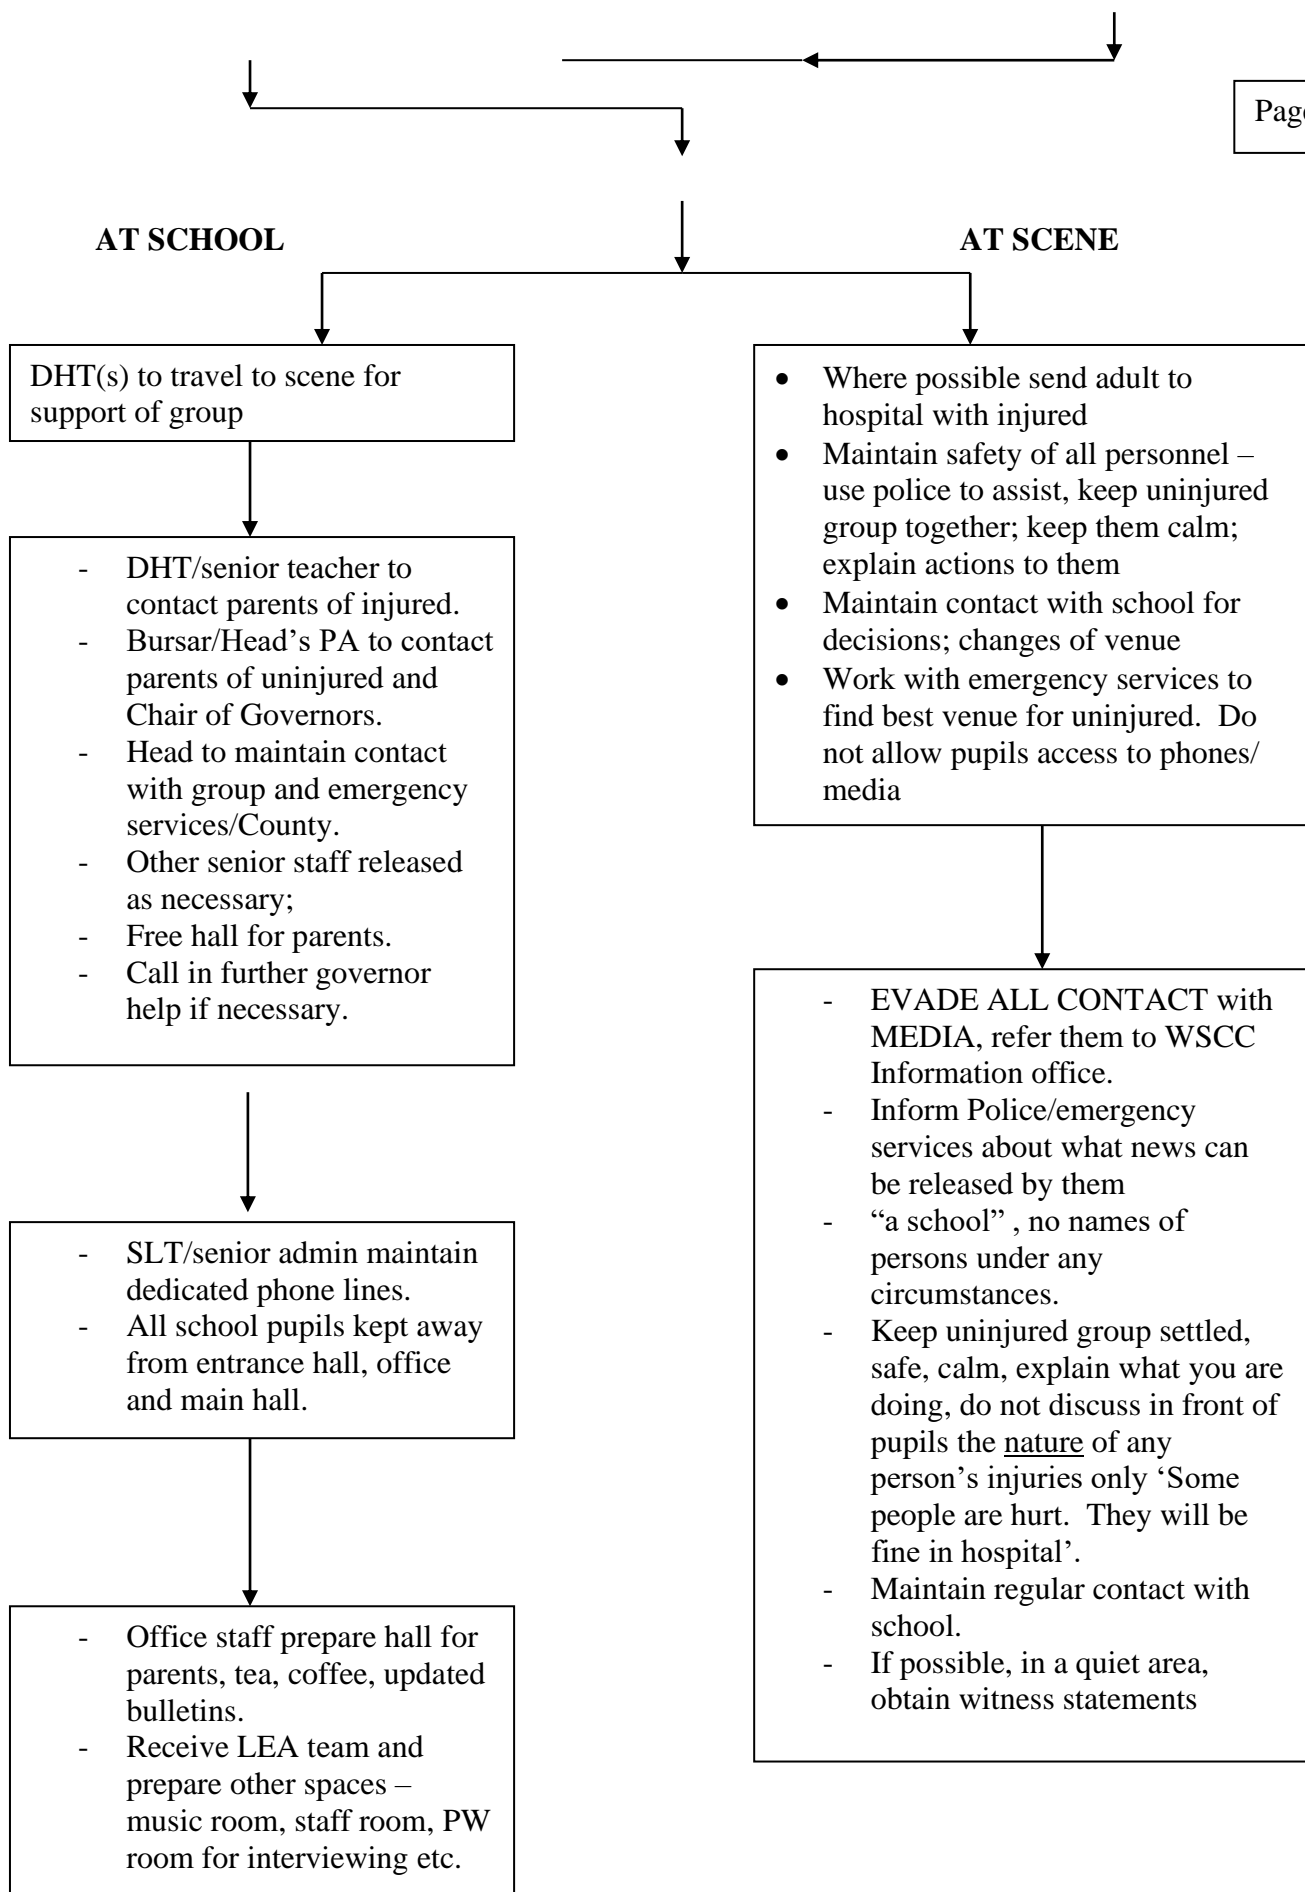 Page
AT SCHOOL
AT SCENE
DHT(s) to travel to scene for
support of group
- DHT/senior teacher to
contact parents of injured.
- Bursar/Head’s PA to contact
parents of uninjured and
Chair of Governors.
- Head to maintain contact
with group and emergency
services/County.
- Other senior staff released
as necessary;
- Free hall for parents.
- Call in further governor
help if necessary.
- SLT/senior admin maintain
dedicated phone lines.
- All school pupils kept away
from entrance hall, office
and main hall.
- Office staff prepare hall for
parents, tea, coffee, updated
bulletins.
- Receive LEA team and
prepare other spaces –
music room, staff room, PW
room for interviewing etc.
• Where possible send adult to
hospital with injured
• Maintain safety of all personnel –
use police to assist, keep uninjured
group together; keep them calm;
explain actions to them
• Maintain contact with school for
decisions; changes of venue
• Work with emergency services to
find best venue for uninjured.  Do
not allow pupils access to phones/
media
- EVADE ALL CONTACT with
MEDIA, refer them to WSCC
Information office.
- Inform Police/emergency
services about what news can
be released by them
- “a school” , no names of
persons under any
circumstances.
- Keep uninjured group settled,
safe, calm, explain what you are
doing, do not discuss in front of
pupils the nature of any
person’s injuries only ‘Some
people are hurt.  They will be
fine in hospital’.
- Maintain regular contact with
school.
- If possible, in a quiet area,
obtain witness statements